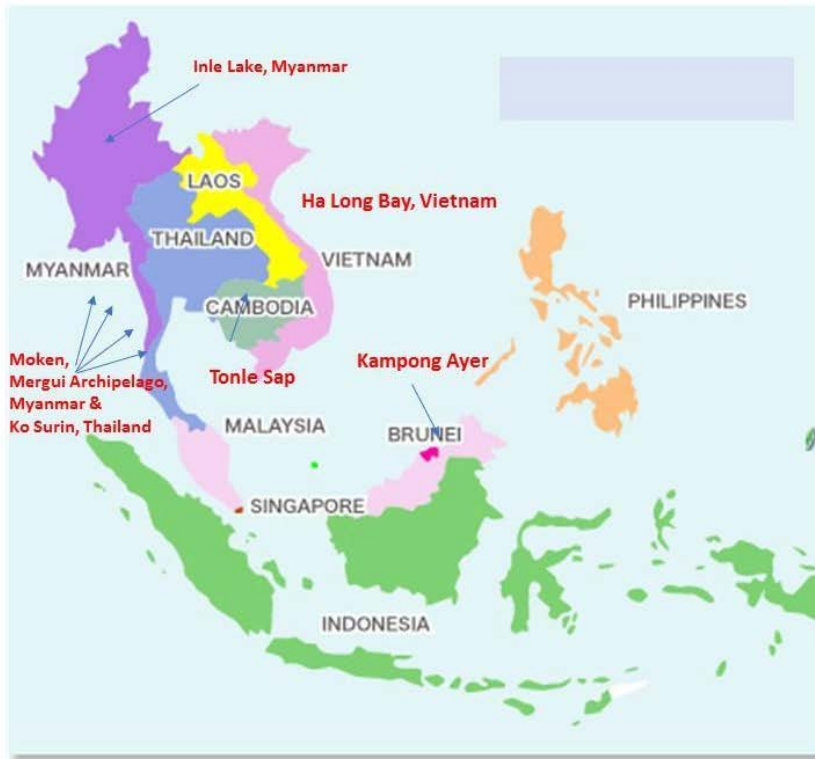 Inle Lake, Myanmar
LAOS
Ha Long Bay, Vietnam
THAILAND
VIETNAM
MYANMAR
CAMBODIA
PHILIPPINES
Moken,
Mergui Archipelago,
Myanmar &
Ko Surin, Thailand
Tonle Sap
Kampong Ayer
MALAYSIA
BRUNEI
SINGAPORE
INDONESIA